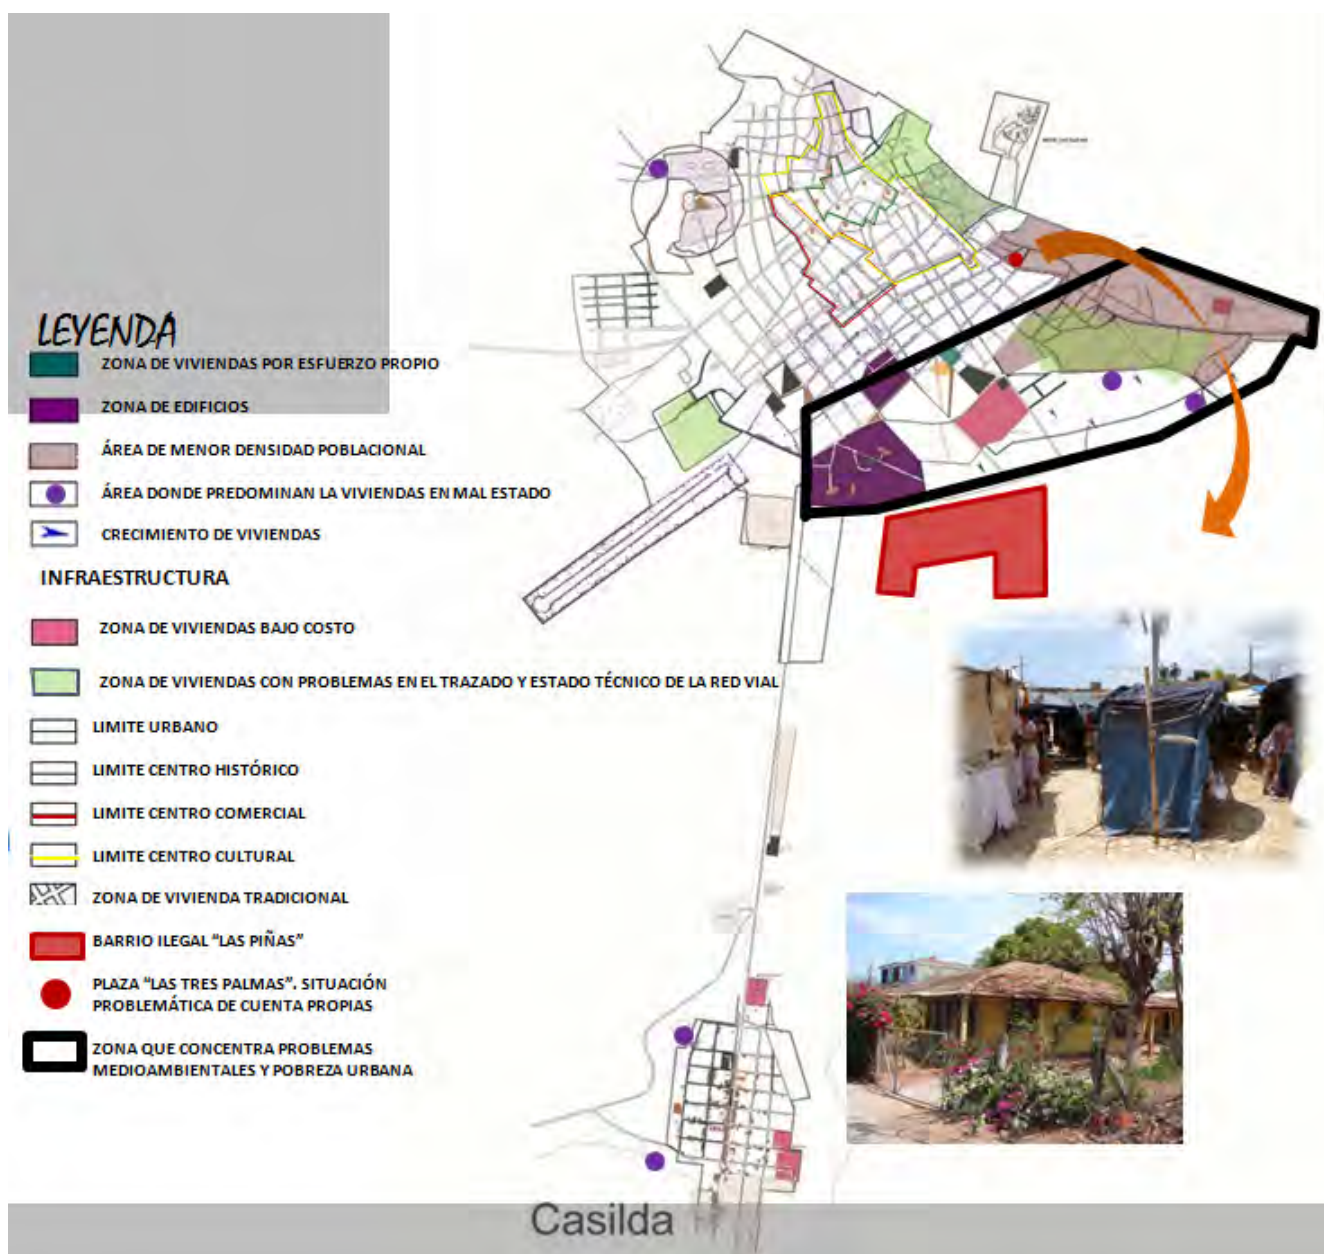 LEYENDA
ZONA DE VIVIENDAS POR ESFUERZO PROPIO
ZONA DE EDIFICIOS
ÁREA DE MENOR DENSIDAD POBLACIONAL
ÁREA DONDE PREDOMINAN LA VIVIENDAS EN MAL ESTADO
CRECIMIENTO DE VIVIENDAS
INFRAESTRUCTURA
ZONA DE VIVIENDAS BAJO COSTO
ZONA DE VIVIENDAS CON PROBLEMAS EN EL TRAZADO Y ESTADO TÉCNICO DE LA RED VIAL
LIMITE URBANO
LIMITE CENTRO HISTÓRICO
LIMITE CENTRO COMERCIAL
LIMITE CENTRO CULTURAL
ZONA DE VIVIENDA TRADICIONAL
BARRIO ILEGAL "LAS PIÑAS"
PLAZA "LAS TRES PALMAS". SITUACIÓN
PROBLEMÁTICA DE CUENTA PROPIAS
ZONA QUE CONCENTRA PROBLEMAS
MEDIOAMBIENTALES Y POBREZA URBANA
Casilda